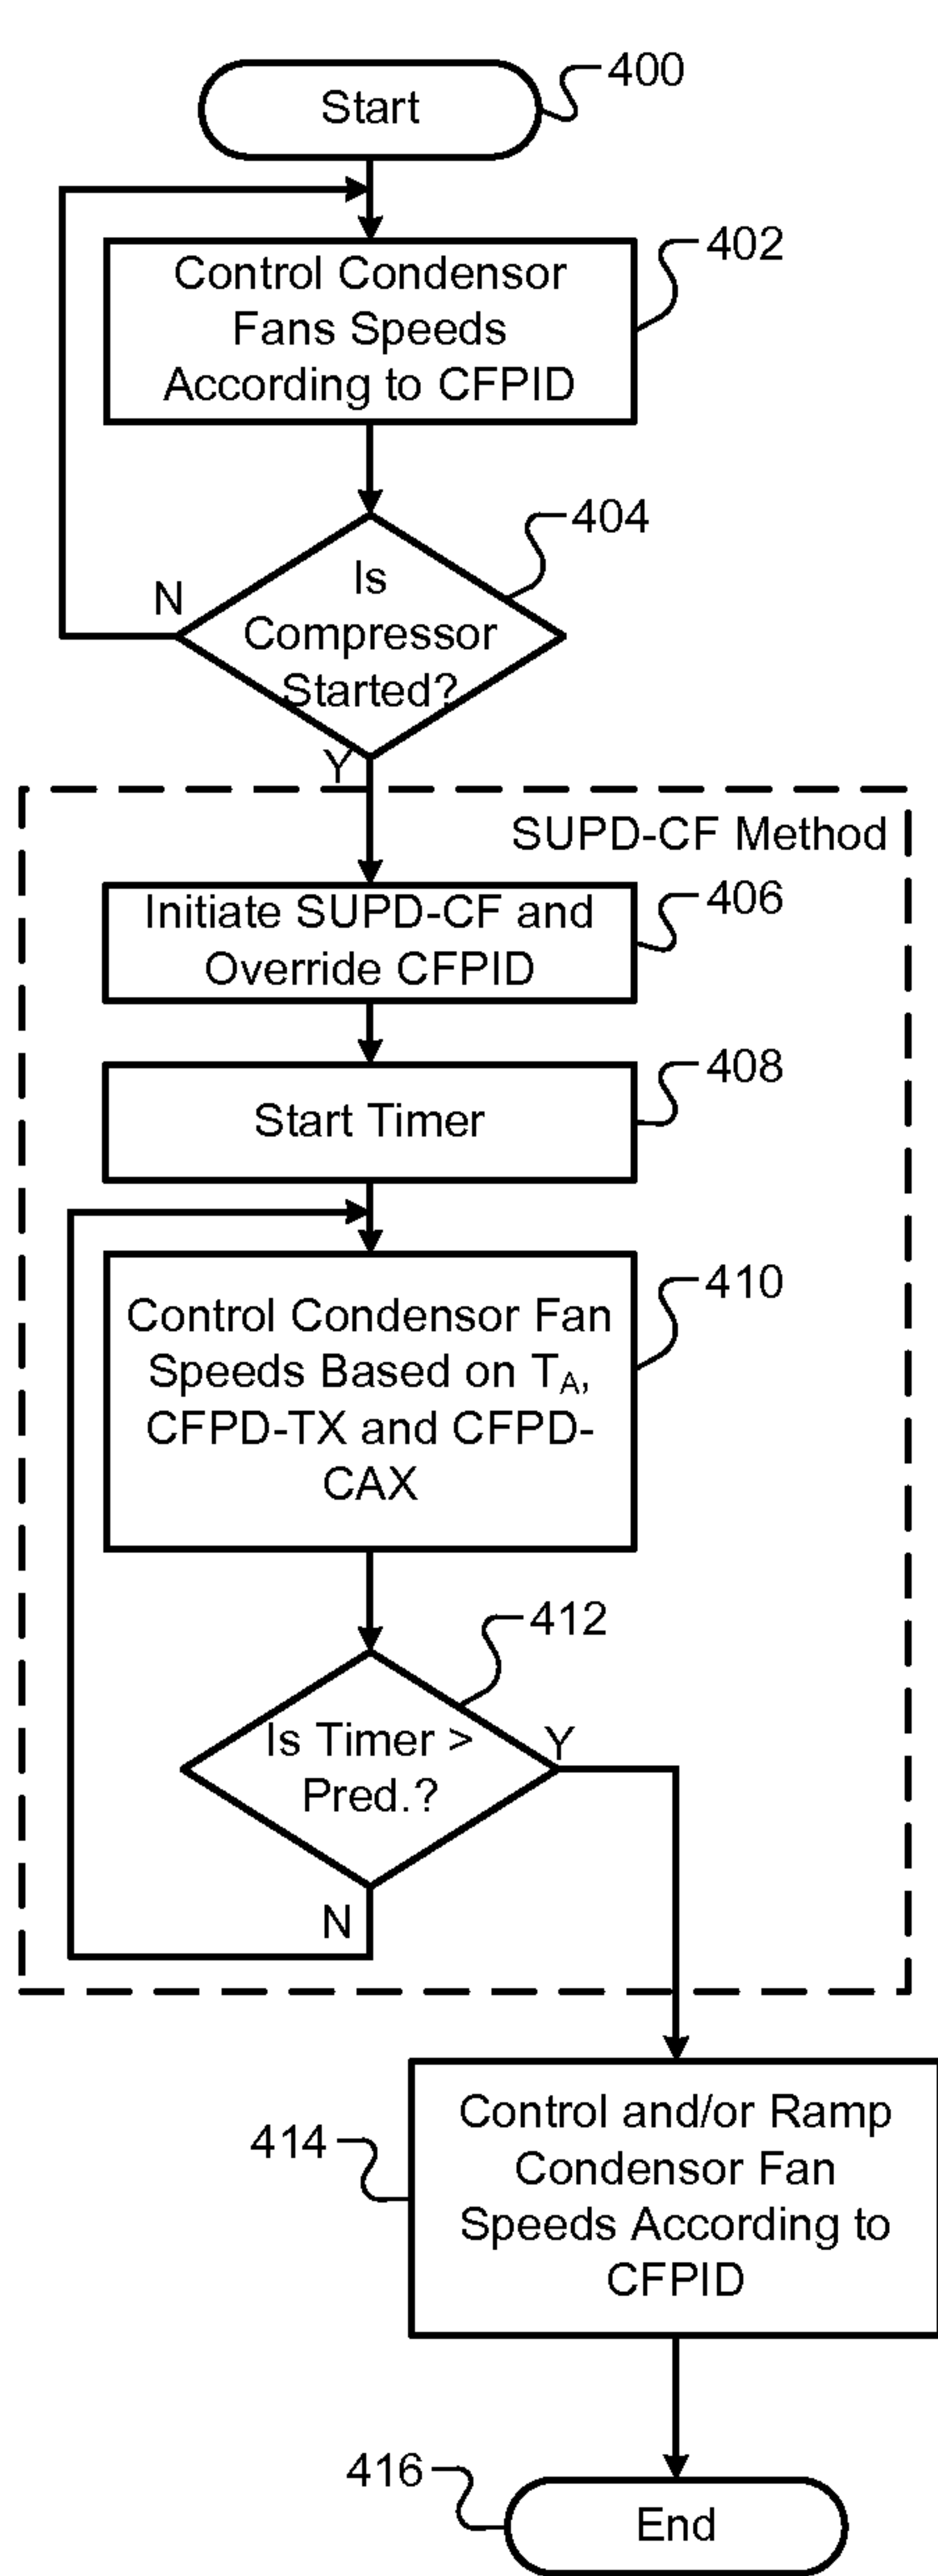 Start
400
Control Condensor
Fans Speeds
According to CFPID
402
Is
Compressor
Started?
404
N
Y
SUPD-CF Method
Initiate SUPD-CF and
Override CFPID
406
Start Timer
408
Control Condensor Fan
Speeds Based on TA,
CFPD-TX and CFPD-
CAX
410
Is Timer >
Pred.?
412
Y
N
Control and/or Ramp
Condensor Fan
Speeds According to
CFPID
414
End
416